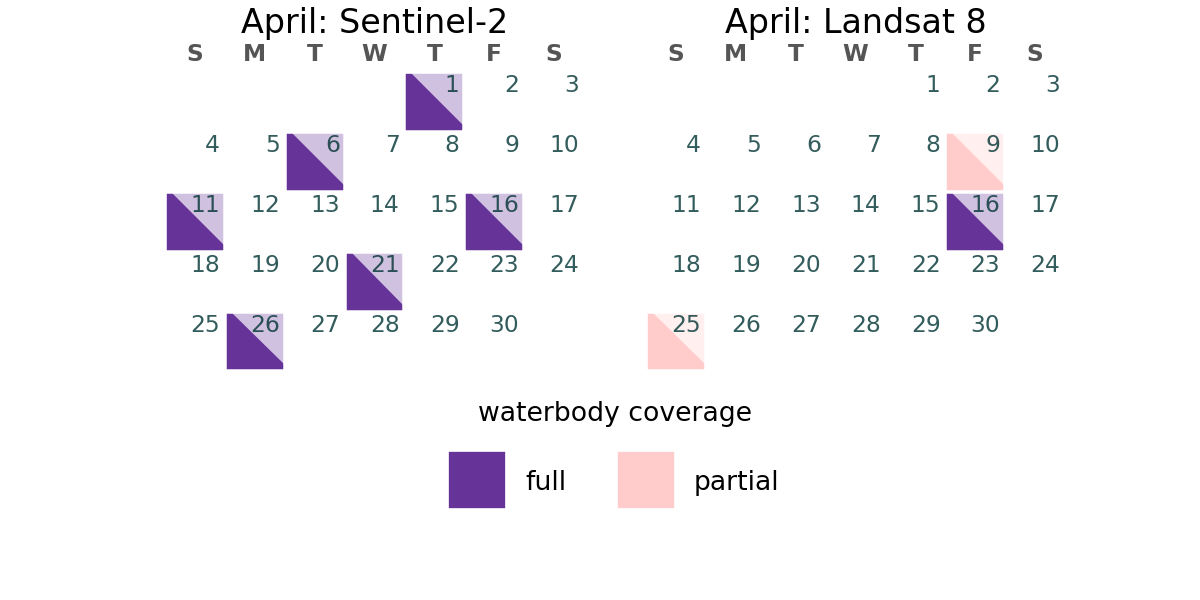 April: Sentinel-2
S M T W T F S
1 2 3
4 5 6 7 8 9 10
11 12 13 14 15 16 17
18 19 20 21 22 23 24
25 26 27 28 29 30
April: Landsat 8
S M T W T F S
1 2 3
4 5 6 7 8 9 10
11 12 13 14 15 16 17
18 19 20 21 22 23 24
25 26 27 28 29 30
waterbody coverage
full partial